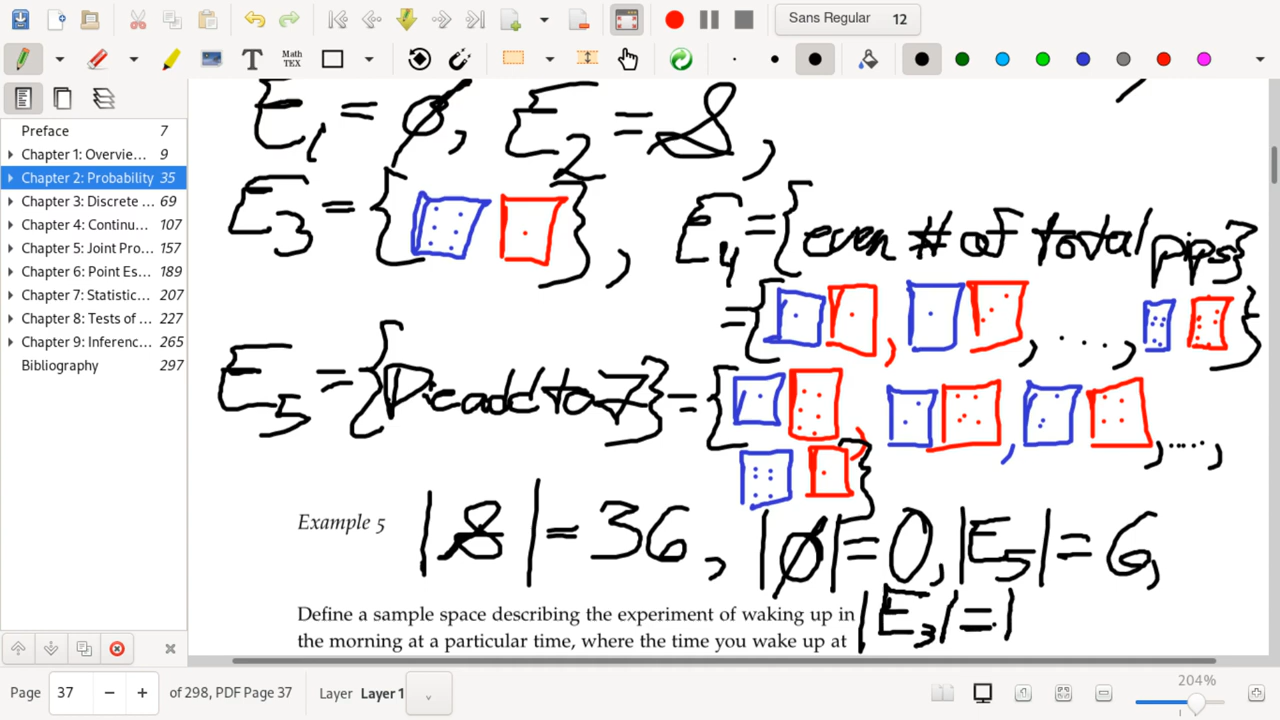 Sans Regular 12
T Math TEX
Preface 7
Chapter 1: Overvie... 9
Chapter 2: Probability 35
Chapter 3: Discrete ... 69
Chapter 4: Continu... 107
Chapter 5: Joint Pro... 157
Chapter 6: Point Es... 189
Chapter 7: Statistic... 207
Chapter 8: Tests of ... 227
Chapter 9: Inferenc... 265
Bibliography 297
E₁ = ∅, E₂ = S,
E₃ = { }, E₄ = {even # of total pips}
= { , , ...., }
E₅ = {Die add to 7} = { , , , ....,
}
Example 5 |S| = 36, |∅| = 0, |E₅| = 6,
|E₃| = 1
Define a sample space describing the experiment of waking up in
the morning at a particular time, where the time you wake up at
Page 37 of 298, PDF Page 37 Layer Layer 1 204%